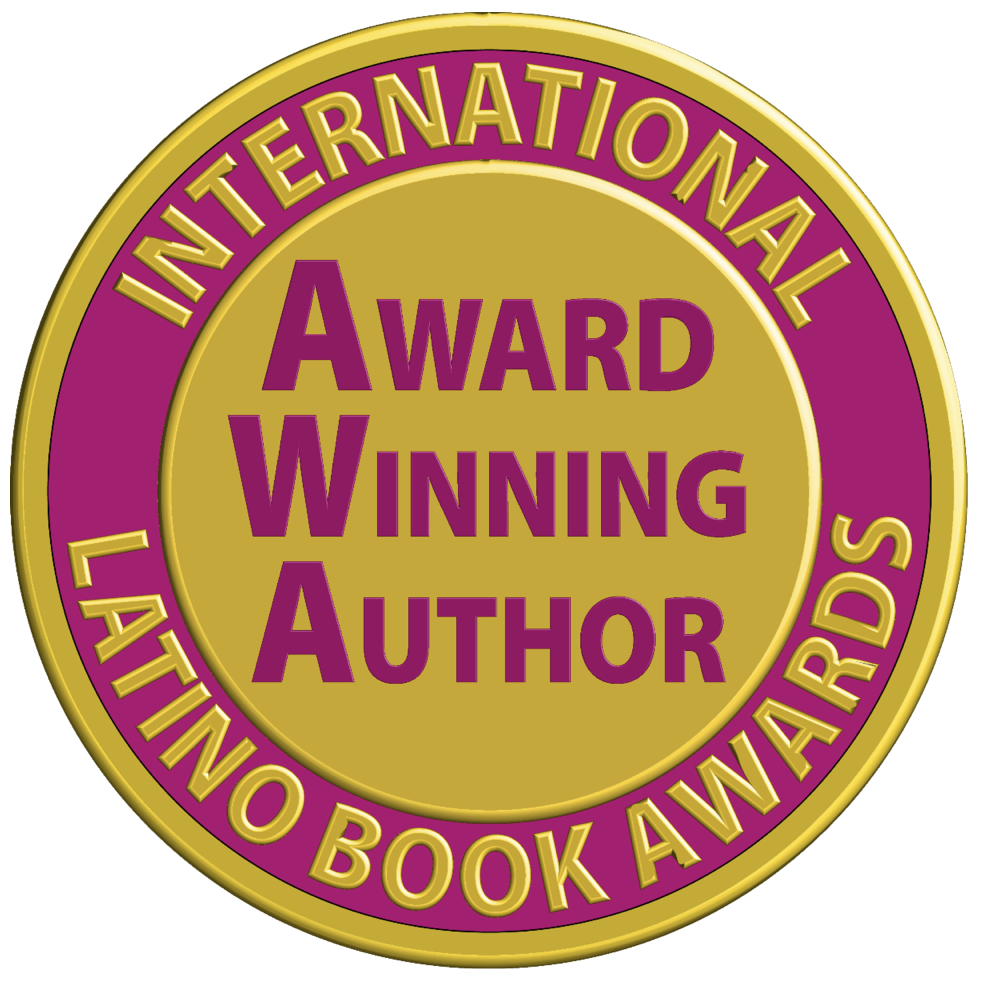 INTERNATIONAL
AWARD
WINNING
AUTHOR
LATINO BOOK AWARDS